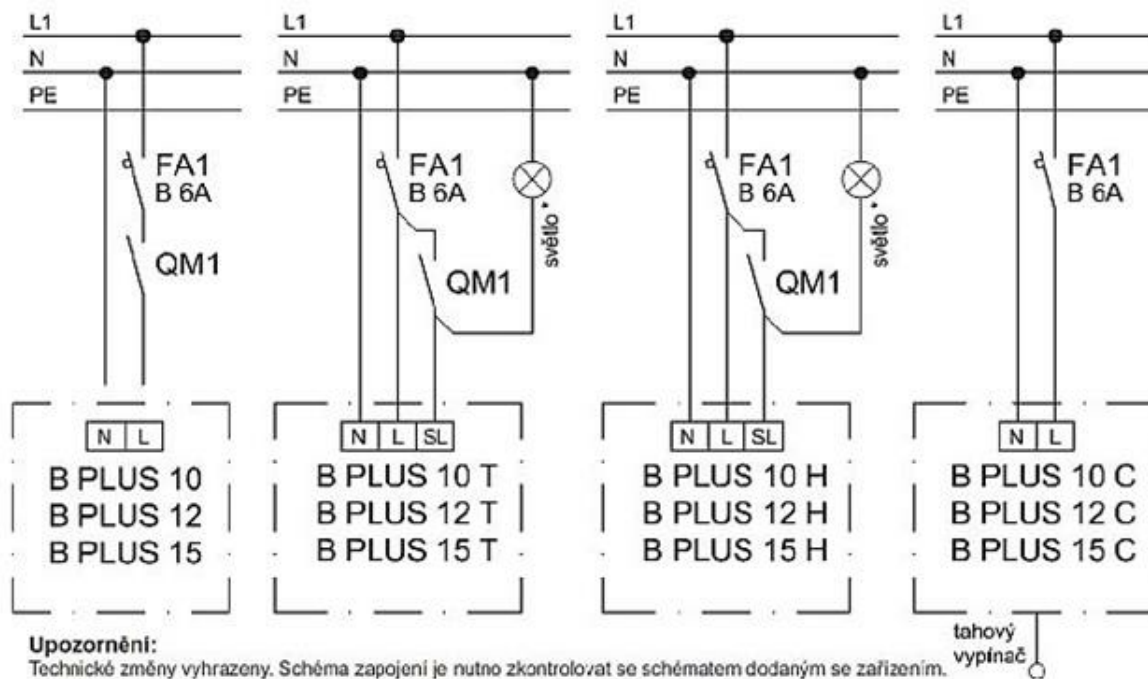 L1
N
PE
FA1
B 6A
QM1
N L
B PLUS 10
B PLUS 12
B PLUS 15
L1
N
PE
FA1
B 6A
světlo *
QM1
N L SL
B PLUS 10 T
B PLUS 12 T
B PLUS 15 T
L1
N
PE
FA1
B 6A
světlo *
QM1
N L SL
B PLUS 10 H
B PLUS 12 H
B PLUS 15 H
L1
N
PE
FA1
B 6A
N L
B PLUS 10 C
B PLUS 12 C
B PLUS 15 C
tahový
vypínač
Upozornění:
Technické změny vyhrazeny. Schéma zapojení je nutno zkontrolovat se schématem dodaným se zařízením.